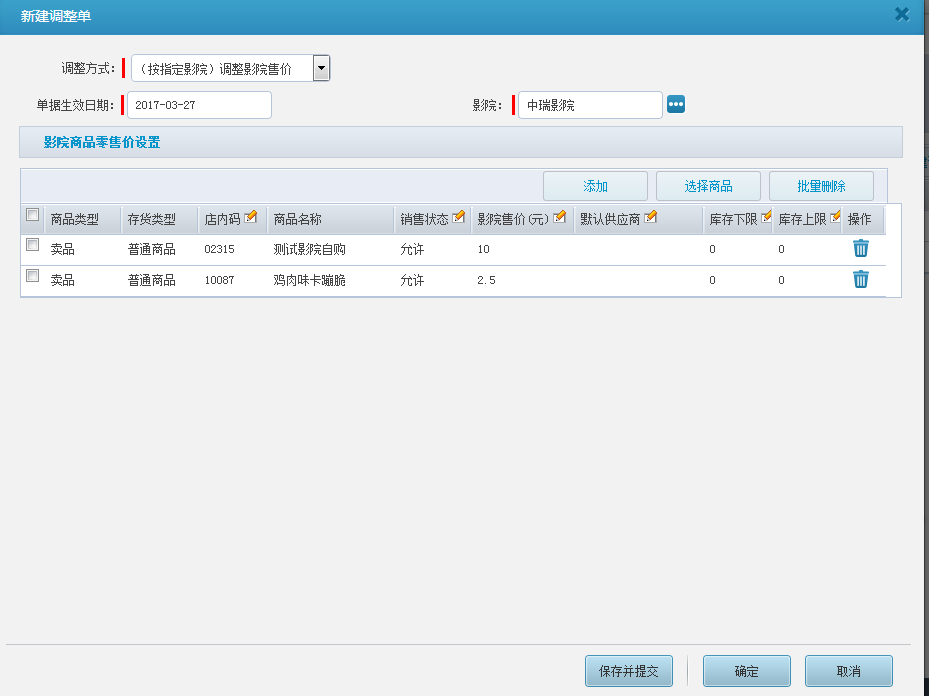 新建调整单
调整方式： （按指定影院）调整影院售价
单据生效日期： 2017-03-27 影院： 中瑞影院
影院商品零售价设置
添加 选择商品 批量删除
商品类型 存货类型 店内码 商品名称 销售状态 影院售价(元) 默认供应商 库存下限 库存上限 操作
卖品 普通商品 02315 测试影院自购 允许 10 0 0
卖品 普通商品 10087 鸡肉味卡蹦脆 允许 2.5 0 0
保存并提交 确定 取消